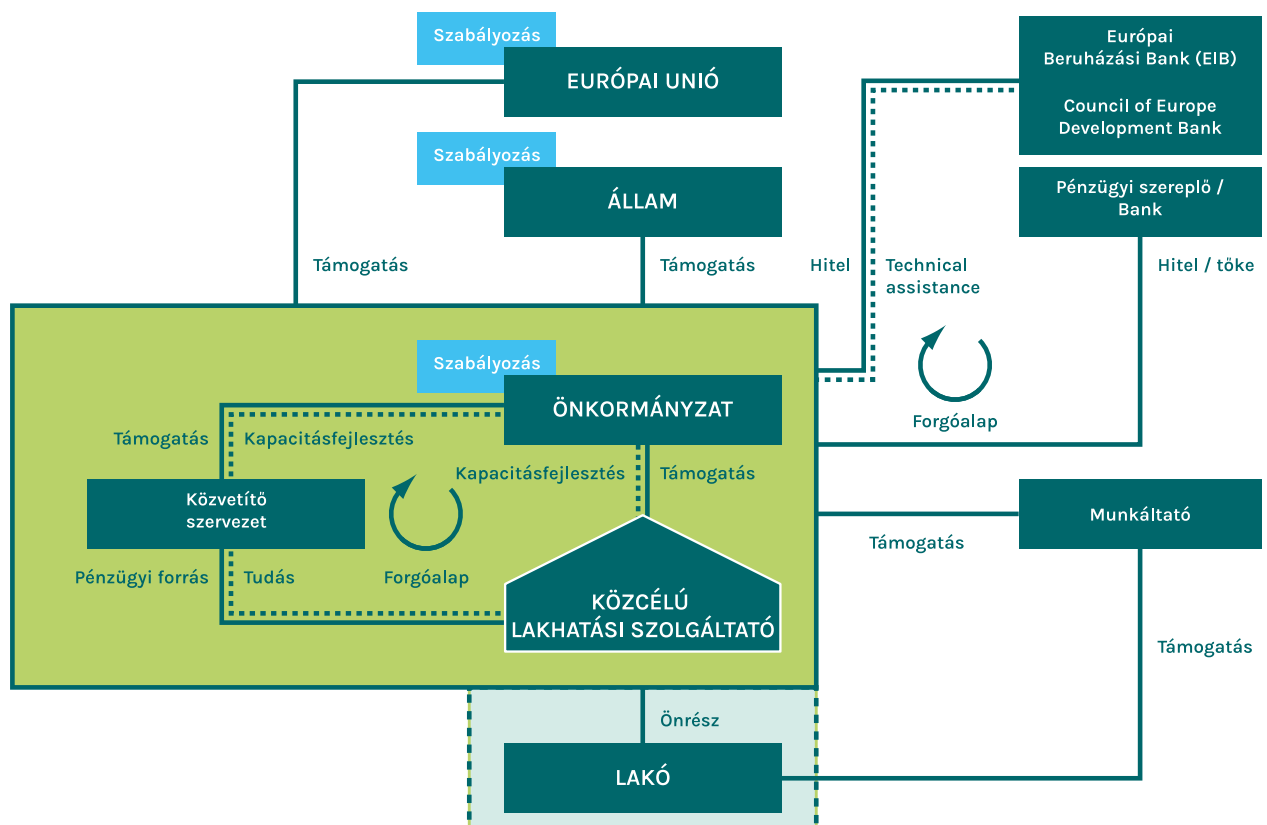 Szabályozás
EURÓPAI UNIÓ
Szabályozás
ÁLLAM
Európai
Beruházási Bank (EIB)
Council of Europe
Development Bank
Pénzügyi szereplő /
Bank
Támogatás
Támogatás
Hitel
Technical
assistance
Hitel / tőke
Forgóalap
Szabályozás
ÖNKORMÁNYZAT
Támogatás
Kapacitásfejlesztés
Kapacitásfejlesztés
Támogatás
Közvetítő
szervezet
Pénzügyi forrás
Tudás
Forgóalap
KÖZCÉLÚ
LAKHATÁSI SZOLGÁLTATÓ
Munkáltató
Támogatás
Támogatás
Önrész
LAKÓ